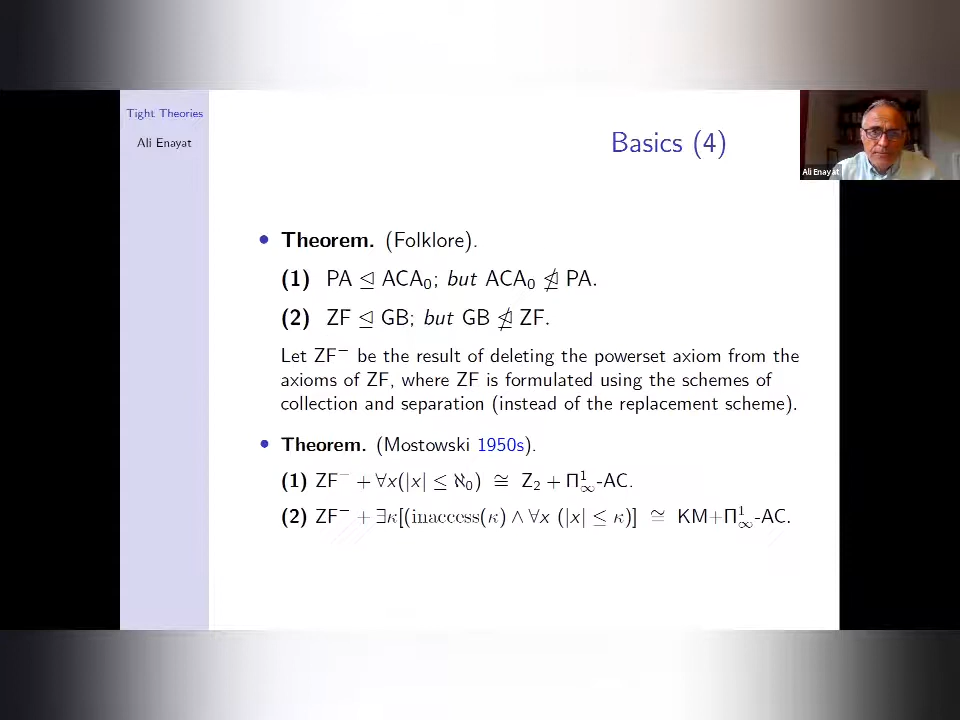 Tight Theories
Ali Enayat
Basics (4)
Ali Enayat
• Theorem. (Folklore).
(1) PA ⊴ ACA₀; but ACA₀ ⋬ PA.
(2) ZF ⊴ GB; but GB ⋬ ZF.
Let ZF⁻ be the result of deleting the powerset axiom from the
axioms of ZF, where ZF is formulated using the schemes of
collection and separation (instead of the replacement scheme).
• Theorem. (Mostowski 1950s).
(1) ZF⁻ + ∀x(|x| ≤ ℵ₀) ≅ Z₂ + Π¹_∞-AC.
(2) ZF⁻ + ∃κ[(inaccess(κ) ∧ ∀x (|x| ≤ κ)] ≅ KM+Π¹_∞-AC.